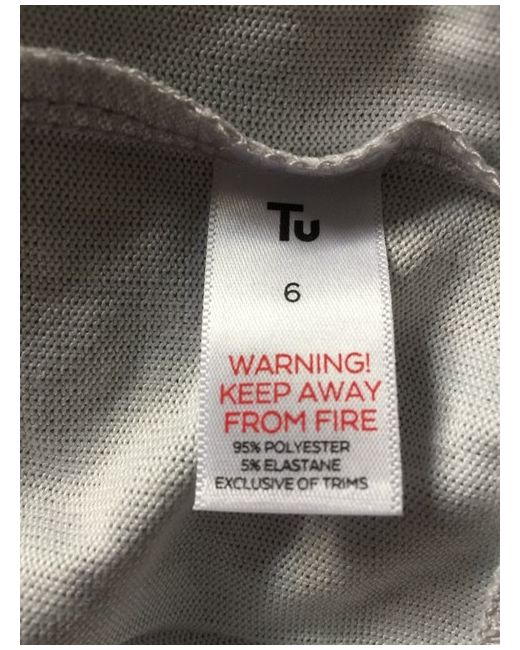 Tu
6
WARNING!
KEEP AWAY
FROM FIRE
95% POLYESTER
5% ELASTANE
EXCLUSIVE OF TRIMS